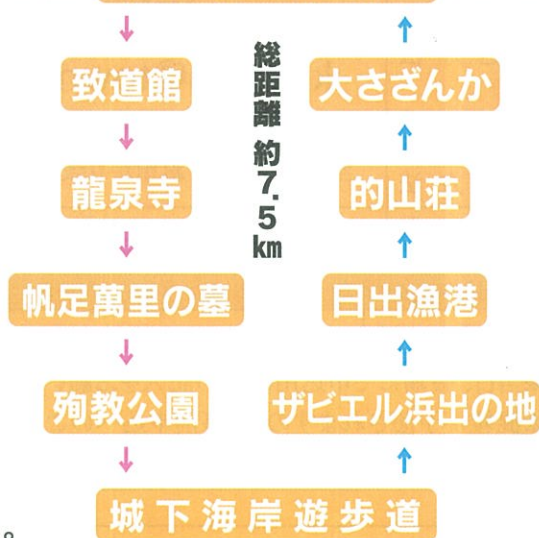 致道館
龍泉寺
帆足萬里の墓
殉教公園
城下海岸遊歩道
ザビエル浜出の地
日出漁港
的山荘
大さざんか
総距離 約7.5km